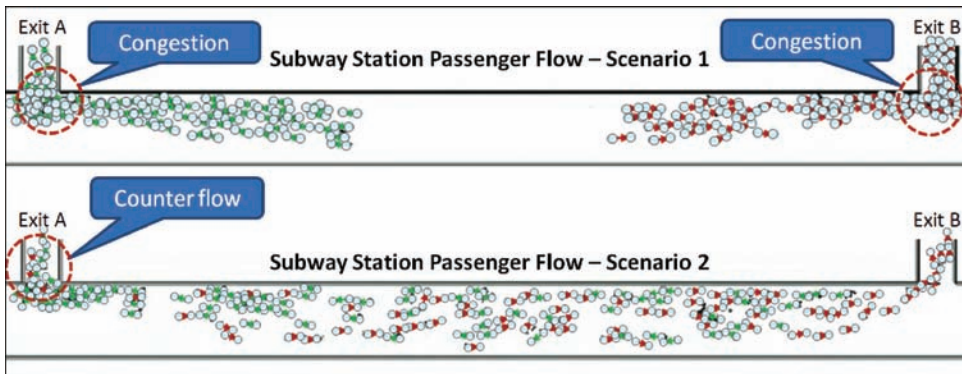 Exit A
Exit B
Congestion
Congestion
Subway Station Passenger Flow – Scenario 1
Counter flow
Exit A
Exit B
Subway Station Passenger Flow – Scenario 2